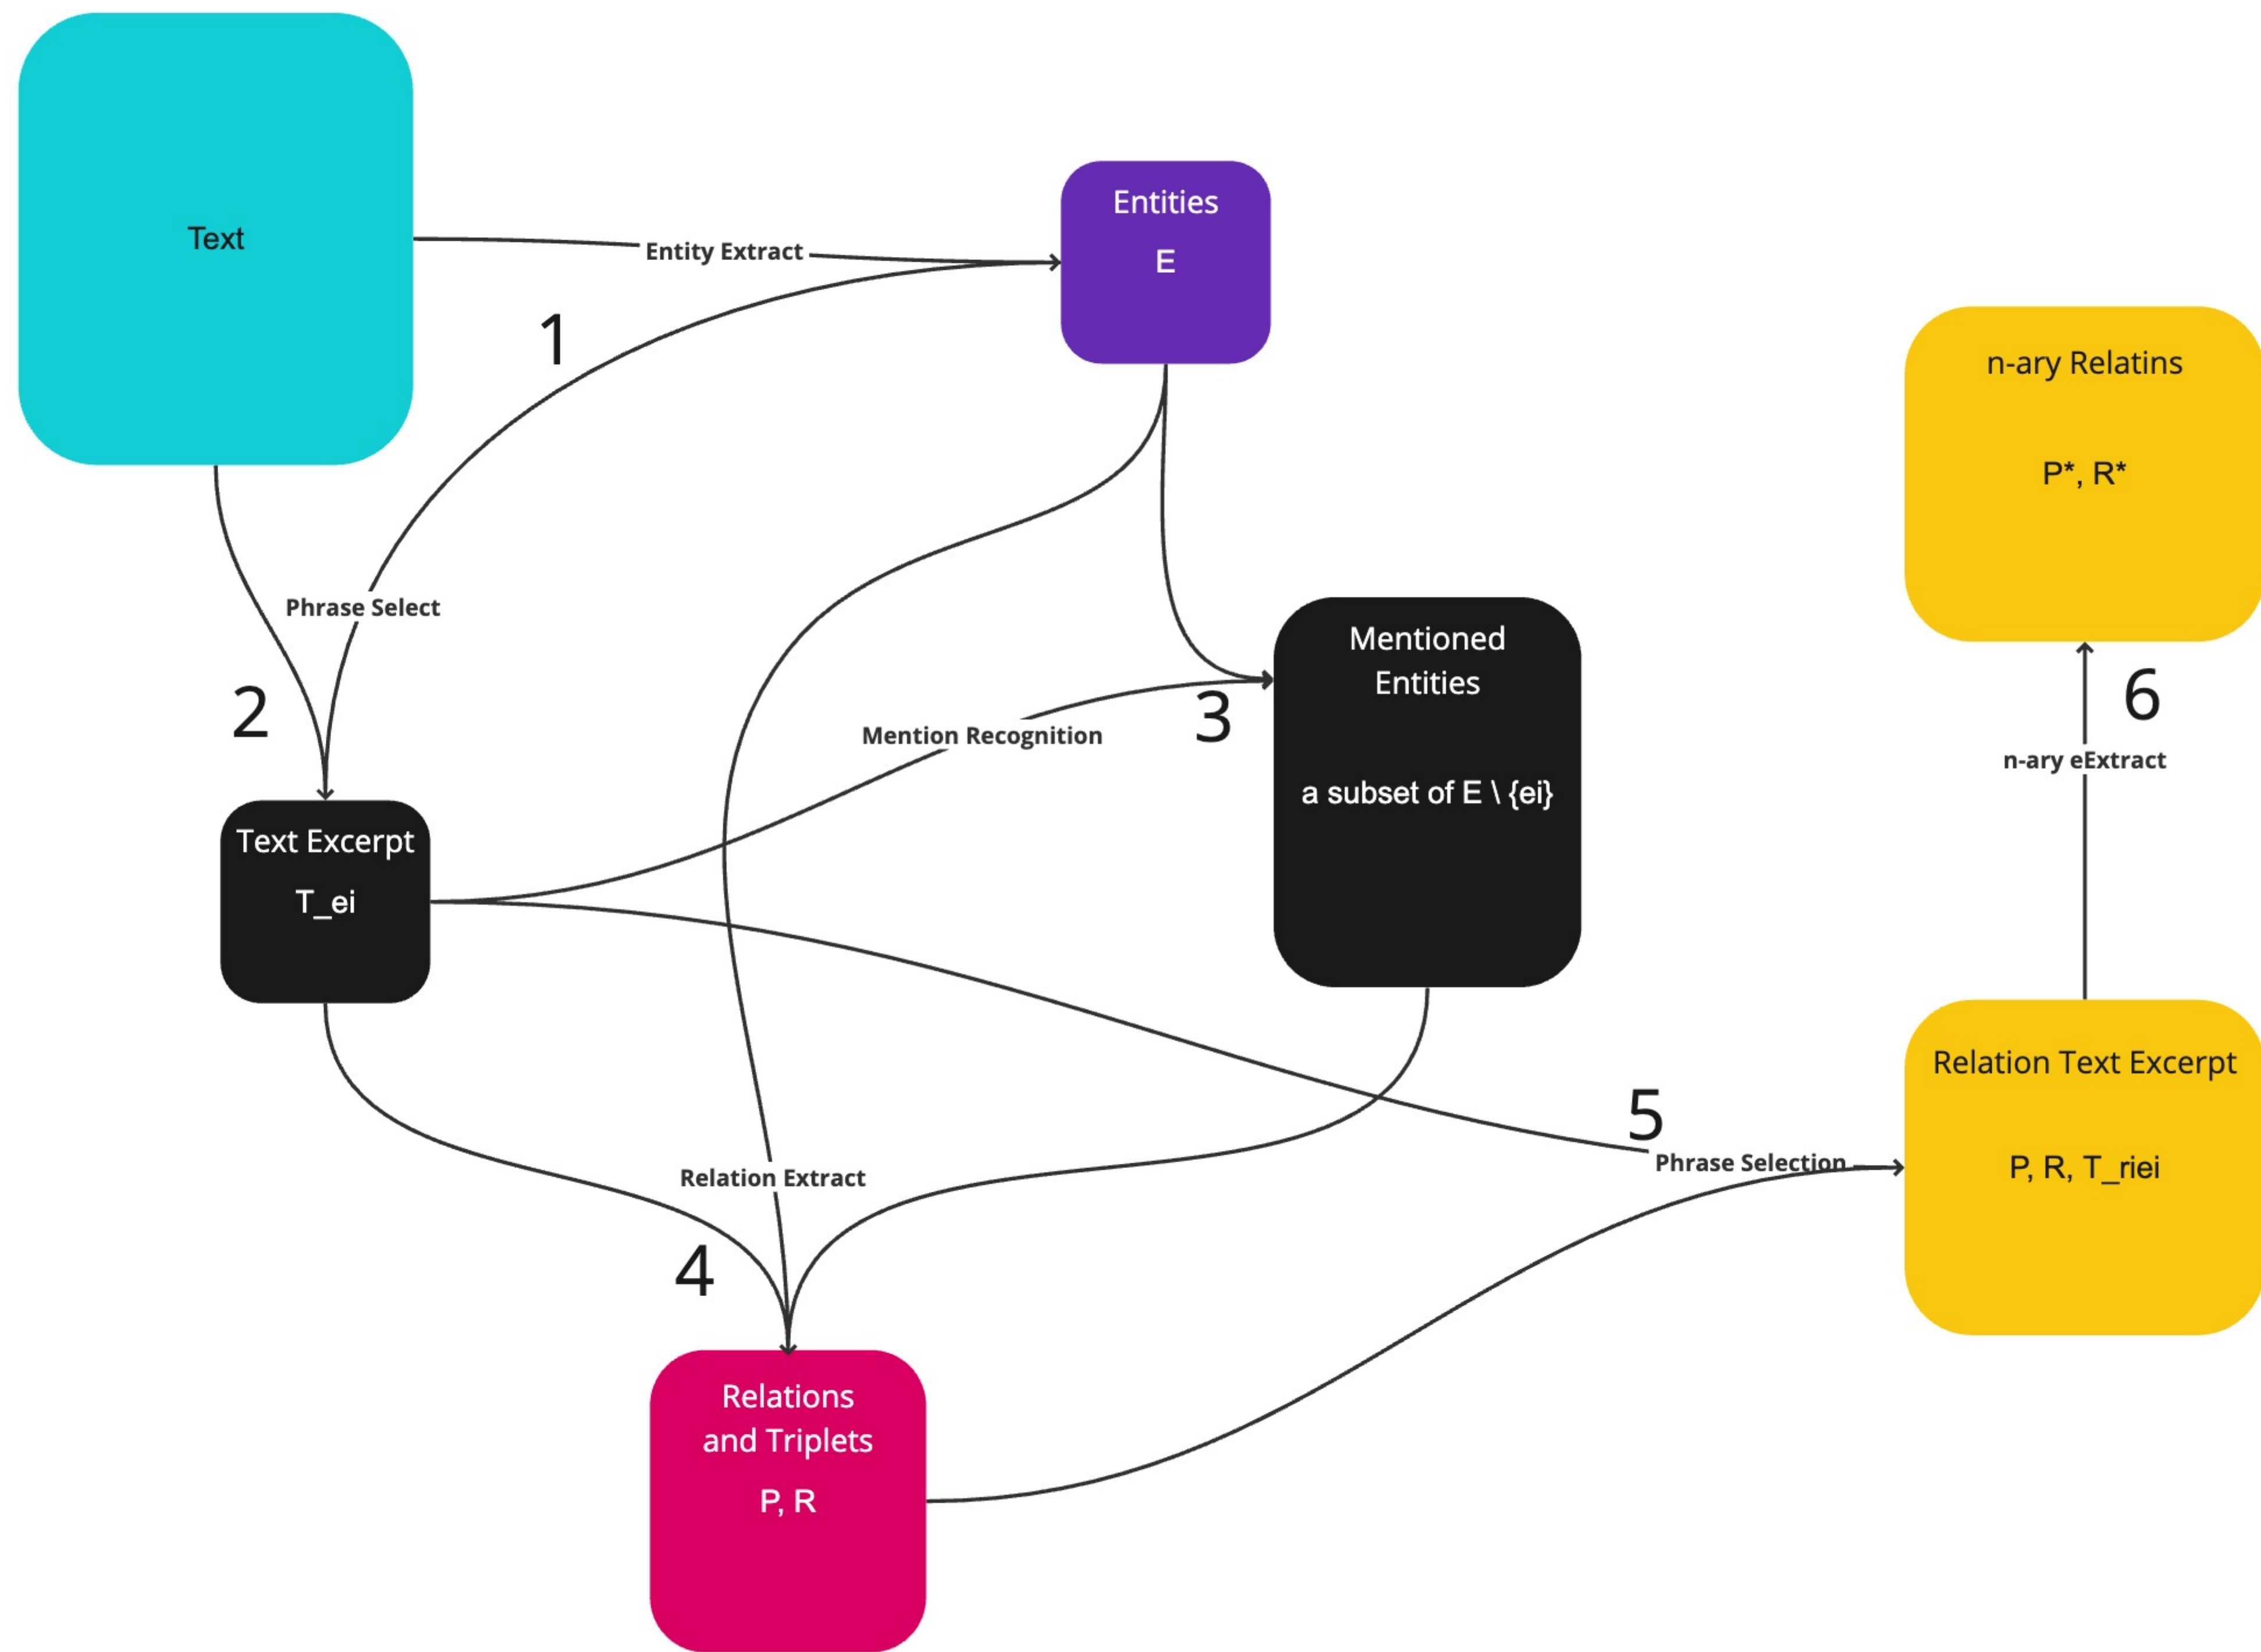 Text
Entity Extract
Entities
E
1
n-ary Relatins
P*, R*
Phrase Select
2
Mentioned
Entities
a subset of E \ {ei}
3
Mention Recognition
6
n-ary eExtract
Text Excerpt
T_ei
5
Phrase Selection
Relation Text Excerpt
P, R, T_riei
Relation Extract
4
Relations
and Triplets
P, R